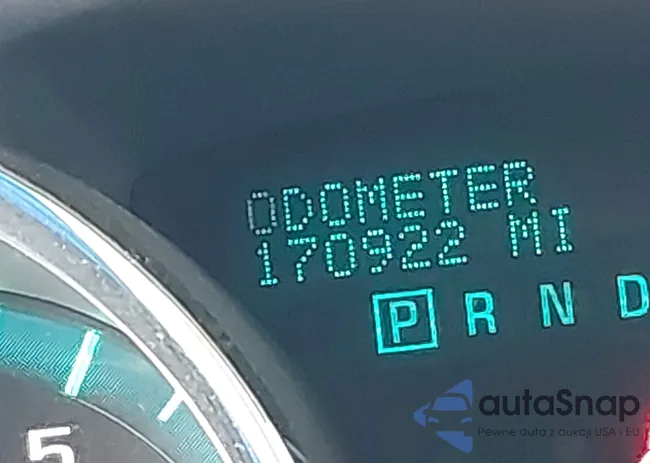 ODOMETER
170922 MI
P R N D
5
autaSnap
Pewne auta z aukcji USA i EU